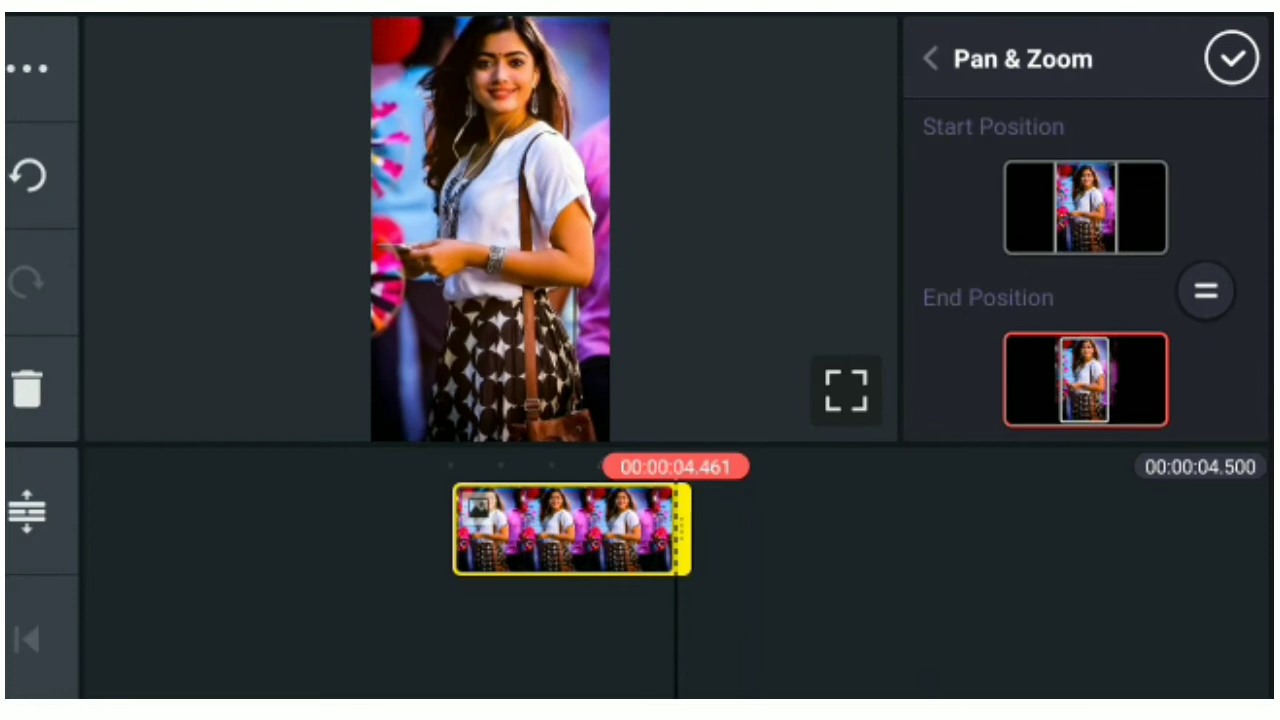 Pan & Zoom
Start Position
End Position
00:00:04.461
00:00:04.500